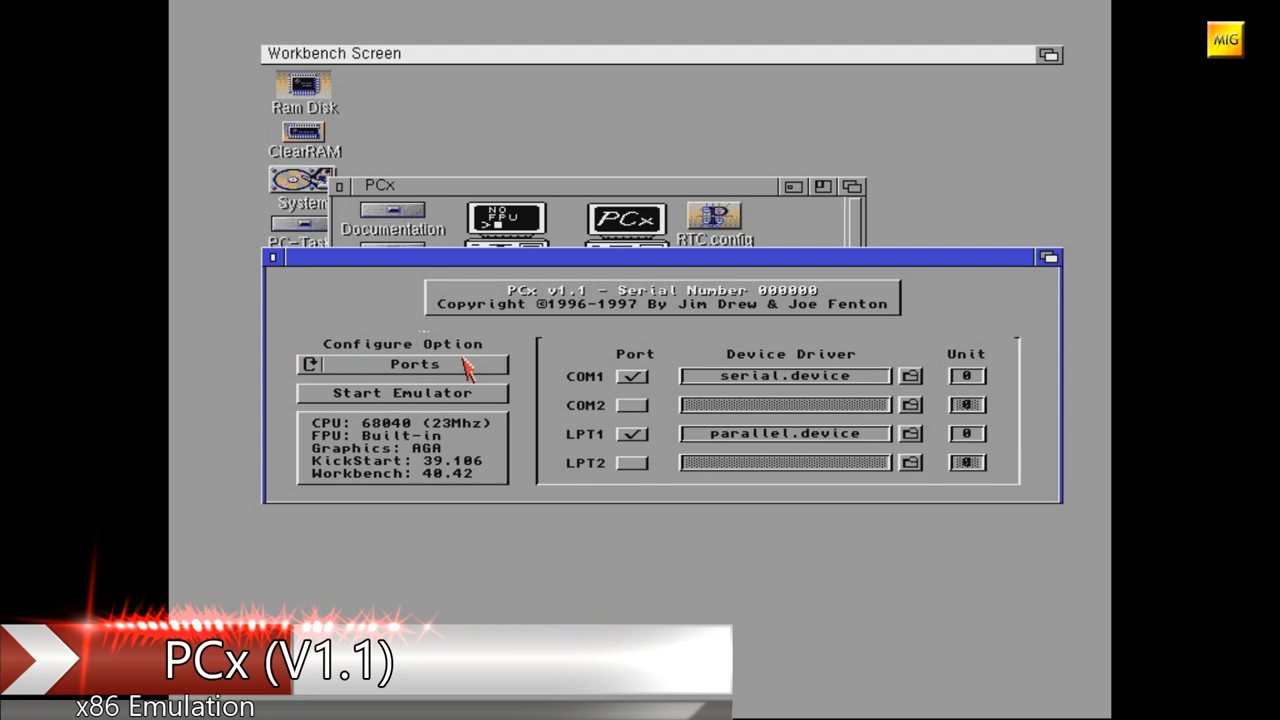 MIG
Workbench Screen
Ram Disk
ClearRAM
System
PCx
Documentation
NO
FPU
>
PCx
RTC.config
PCx v1.1 - Serial Number 000000
Copyright ©1996-1997 By Jim Drew & Joe Fenton
Configure Option
Ports
Start Emulator
CPU: 68040 (23Mhz)
FPU: Built-in
Graphics: AGA
KickStart: 39.106
Workbench: 40.42
Port Device Driver Unit
COM1 serial.device 0
COM2 0
LPT1 parallel.device 0
LPT2 0
PCx (V1.1)
x86 Emulation